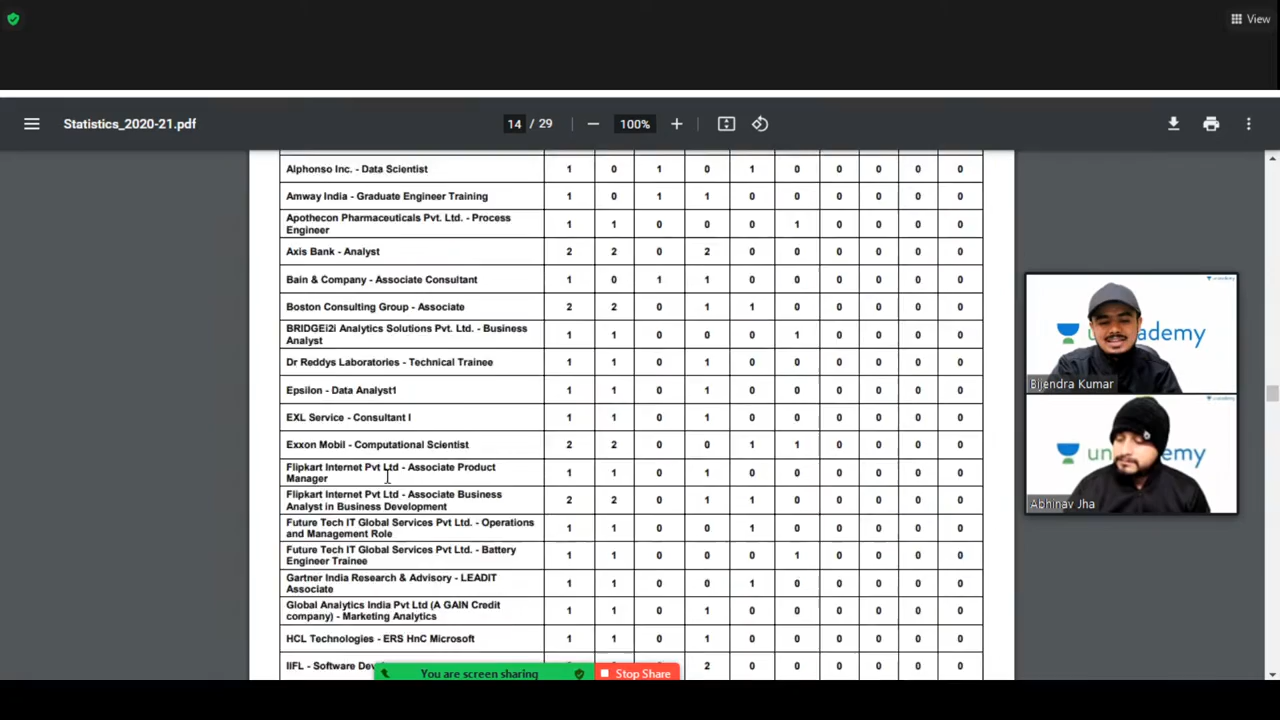 View
Statistics_2020-21.pdf 14 / 29 100%
Alphonso Inc. - Data Scientist 1 0 1 0 1 0 0 0 0 0
Amway India - Graduate Engineer Training 1 0 1 1 0 0 0 0 0 0
Apothecon Pharmaceuticals Pvt. Ltd. - Process
Engineer 1 1 0 0 0 1 0 0 0 0
Axis Bank - Analyst 2 2 0 2 0 0 0 0 0 0
Bain & Company - Associate Consultant 1 0 1 1 0 0 0 0 0 0
Boston Consulting Group - Associate 2 2 0 1 1 0 0 0 0 0
BRIDGEi2i Analytics Solutions Pvt. Ltd. - Business
Analyst 1 1 0 0 0 1 0 0 0 0
Dr Reddys Laboratories - Technical Trainee 1 1 0 1 0 0 0 0 0 0
Epsilon - Data Analyst1 1 1 0 1 0 0 0 0 0 0
EXL Service - Consultant I 1 1 0 1 0 0 0 0 0 0
Exxon Mobil - Computational Scientist 2 2 0 0 1 1 0 0 0 0
Flipkart Internet Pvt Ltd - Associate Product
Manager 1 1 0 1 0 0 0 0 0 0
Flipkart Internet Pvt Ltd - Associate Business
Analyst in Business Development 2 2 0 1 1 0 0 0 0 0
Future Tech IT Global Services Pvt Ltd. - Operations
and Management Role 1 1 0 0 1 0 0 0 0 0
Future Tech IT Global Services Pvt Ltd. - Battery
Engineer Trainee 1 1 0 0 0 1 0 0 0 0
Gartner India Research & Advisory - LEADIT
Associate 1 1 0 0 1 0 0 0 0 0
Global Analytics India Pvt Ltd (A GAIN Credit
company) - Marketing Analytics 1 1 0 1 0 0 0 0 0 0
HCL Technologies - ERS HnC Microsoft 1 1 0 1 0 0 0 0 0 0
IIFL - Software 2 0 0 0 0 0 0
You are screen sharing Stop Share
Bijendra Kumar
Abhinav Jha